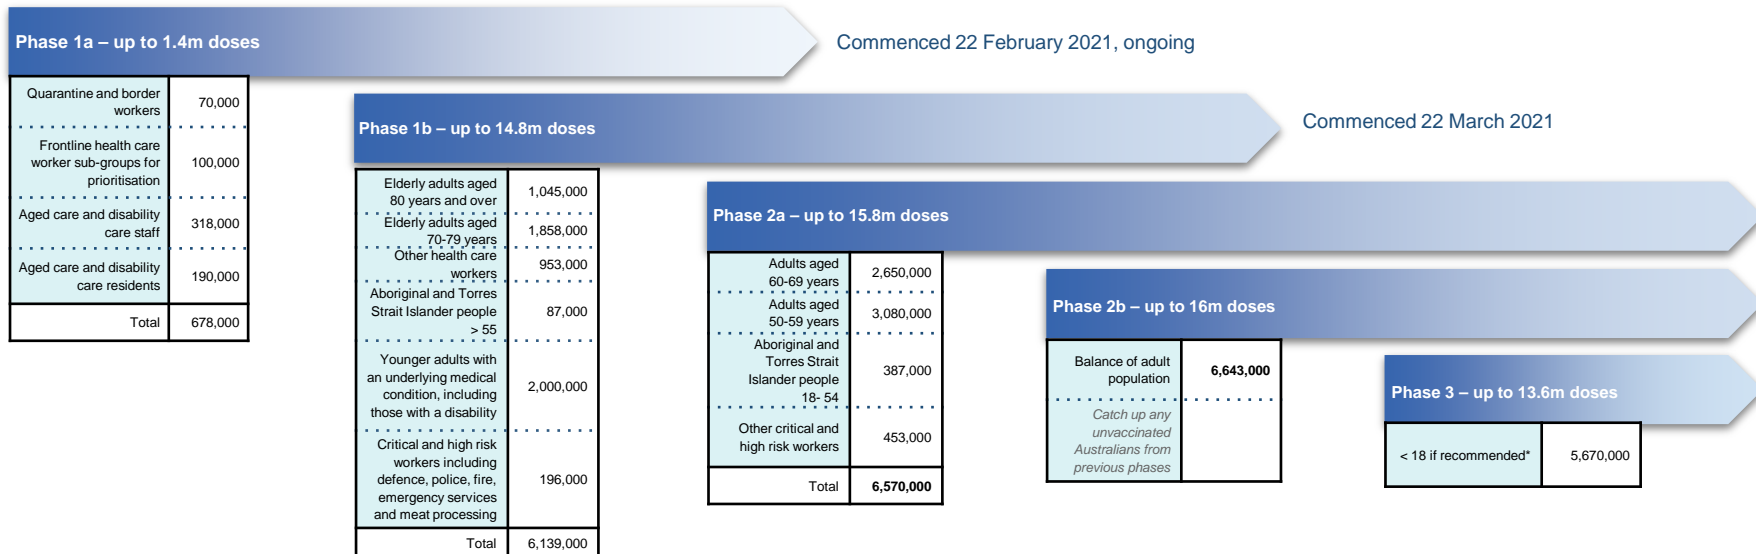 Phase 1a – up to 1.4m doses
Commenced 22 February 2021, ongoing
Quarantine and border
workers
70,000
Frontline health care
worker sub-groups for
prioritisation
100,000
Aged care and disability
care staff
318,000
Aged care and disability
care residents
190,000
Total
678,000
Phase 1b – up to 14.8m doses
Commenced 22 March 2021
Elderly adults aged
80 years and over
1,045,000
Elderly adults aged
70-79 years
1,858,000
Other health care
workers
953,000
Aboriginal and Torres
Strait Islander people
> 55
87,000
Younger adults with
an underlying medical
condition, including
those with a disability
2,000,000
Critical and high risk
workers including
defence, police, fire,
emergency services
and meat processing
196,000
Total
6,139,000
Phase 2a – up to 15.8m doses
Adults aged
60-69 years
2,650,000
Adults aged
50-59 years
3,080,000
Aboriginal and
Torres Strait
Islander people
18- 54
387,000
Other critical and
high risk workers
453,000
Total
6,570,000
Phase 2b – up to 16m doses
Balance of adult
population
6,643,000
Catch up any
unvaccinated
Australians from
previous phases
Phase 3 – up to 13.6m doses
< 18 if recommended*
5,670,000